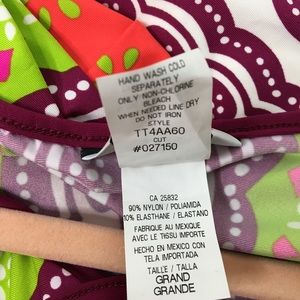 HAND WASH COLD
SEPARATELY
ONLY NON-CHLORINE
BLEACH
WHEN NEEDED LINE DRY
DO NOT IRON
STYLE
TT4AA60
CUT
#027150
CA 25832
90% NYLON / POLIAMIDA
10% ELASTHANE / ELASTANO
FABRIQUE AU MEXIQUE
AVEC LE TISSU IMPORTE
HECHO EN MEXICO CON
TELA IMPORTADA
TAILLE / TALLA
GRAND
GRANDE